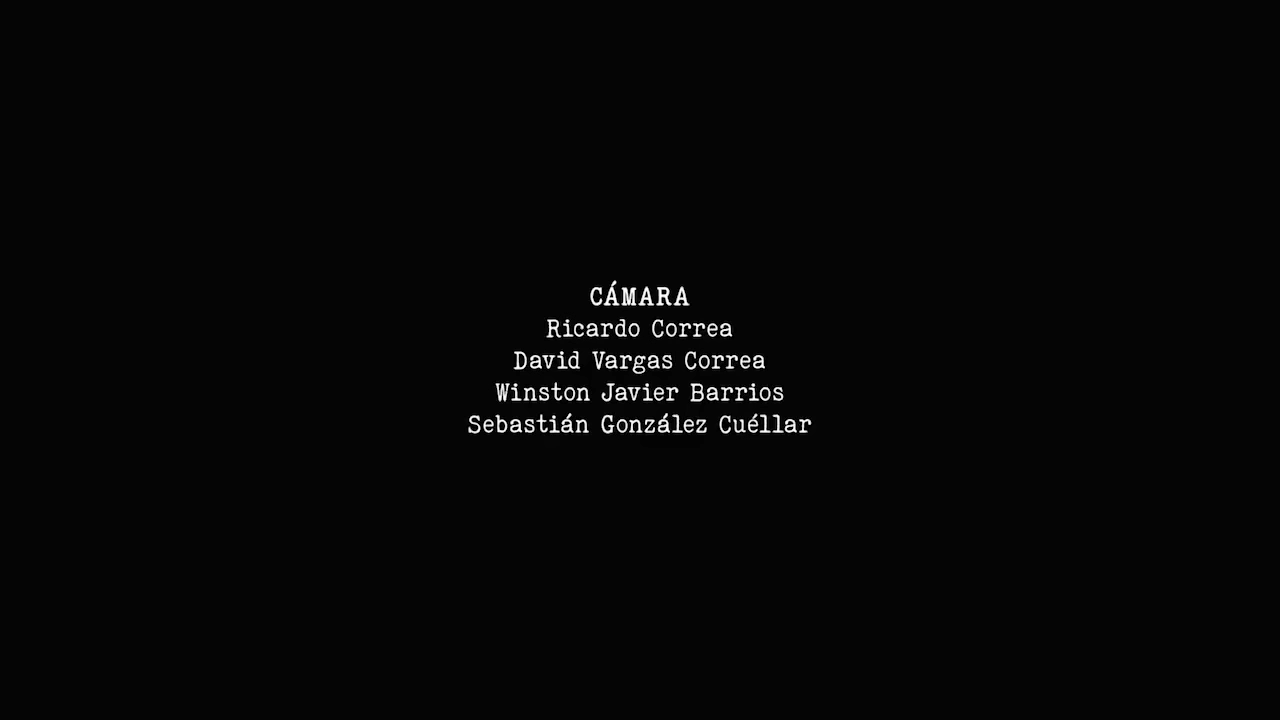 CÁMARA
Ricardo Correa
David Vargas Correa
Winston Javier Barrios
Sebastián González Cuéllar